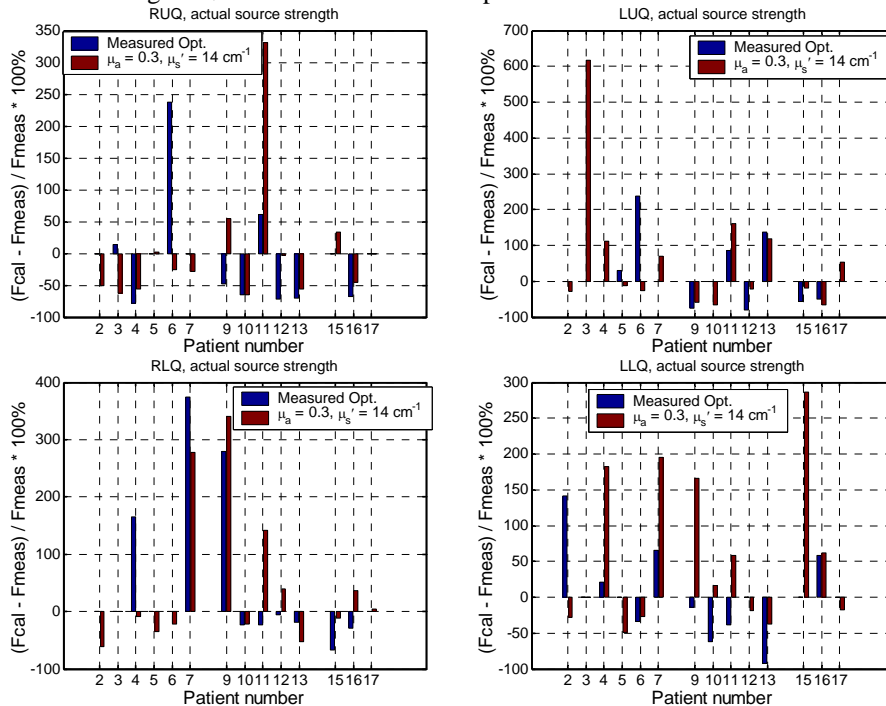 RUQ, actual source strength
(Fcal - Fmeas) / Fmeas * 100%
350
300
250
200
150
100
50
0
-50
-100
Measured Opt.
μa = 0.3, μs' = 14 cm-1
2 3 4 5 6 7 9 10 11 12 13 15 16 17
Patient number
LUQ, actual source strength
700
600
500
400
300
200
100
0
-100
Measured Opt.
μa = 0.3, μs' = 14 cm-1
2 3 4 5 6 7 9 10 11 12 13 15 16 17
Patient number
RLQ, actual source strength
(Fcal - Fmeas) / Fmeas * 100%
400
300
200
100
0
-100
Measured Opt.
μa = 0.3, μs' = 14 cm-1
2 3 4 5 6 7 9 10 11 12 13 15 16 17
Patient number
LLQ, actual source strength
(Fcal - Fmeas) / Fmeas * 100%
300
250
200
150
100
50
0
-50
-100
Measured Opt.
μa = 0.3, μs' = 14 cm-1
2 3 4 5 6 7 9 10 11 12 13 15 16 17
Patient number